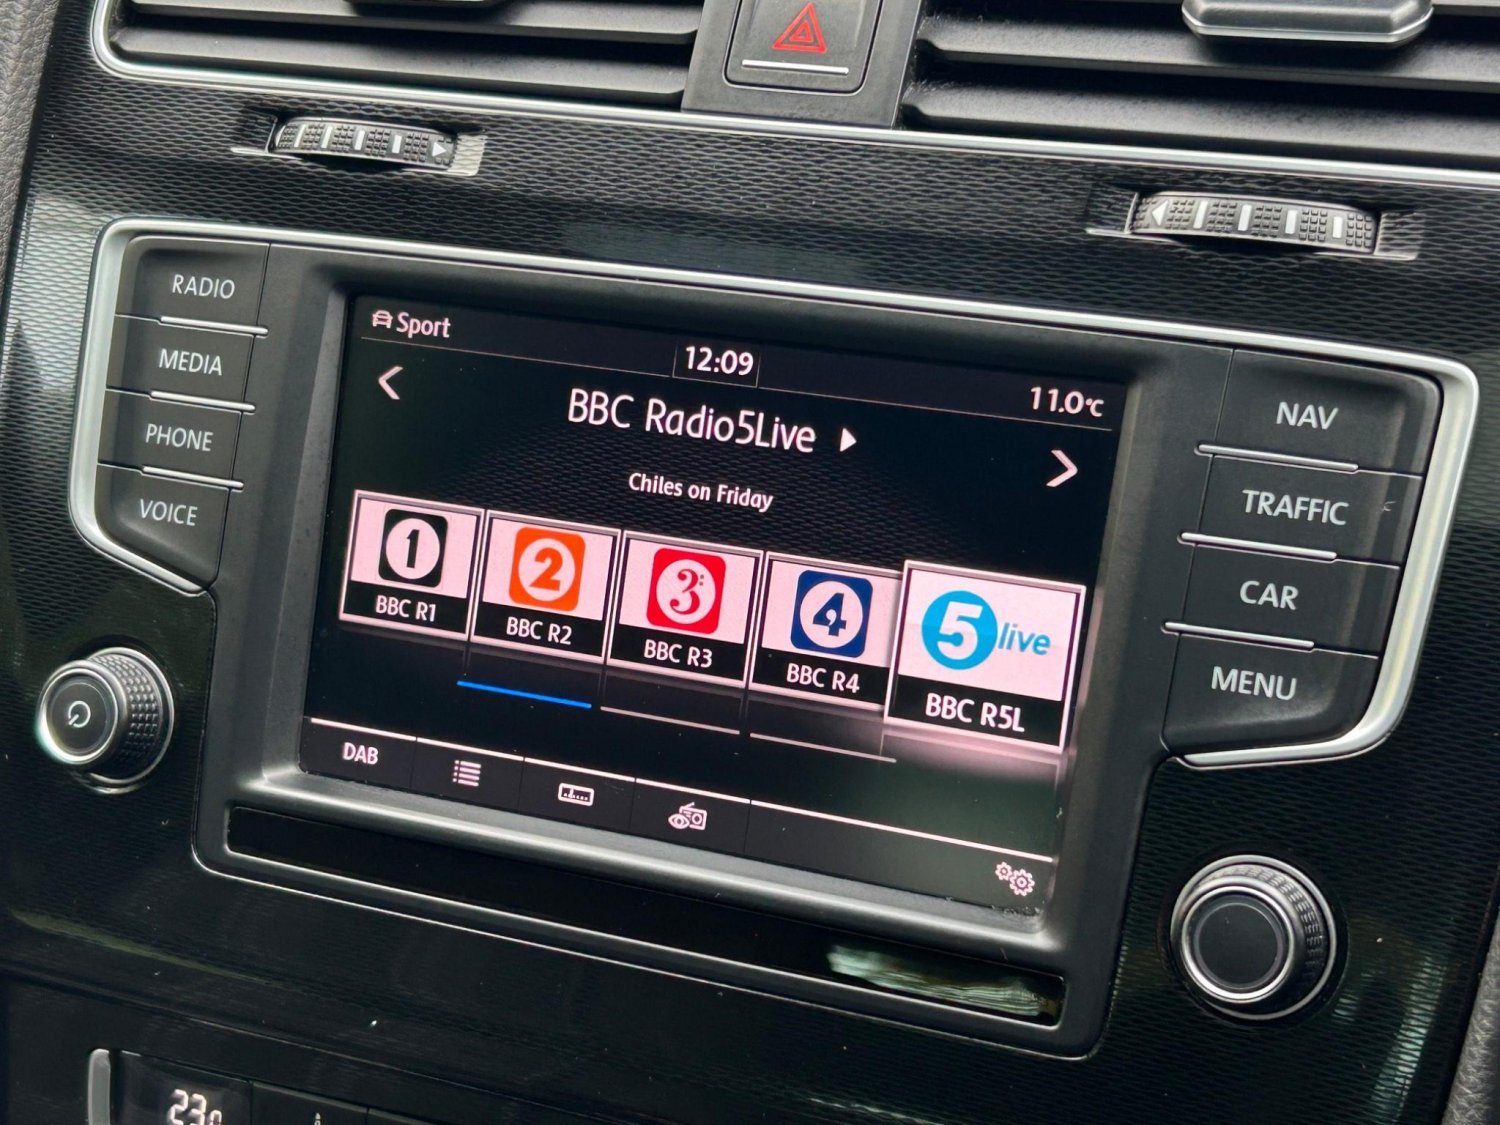 RADIO
MEDIA
PHONE
VOICE
Sport
12:09
11.0°C
BBC Radio5Live
Chiles on Friday
1
BBC R1
2
BBC R2
3
BBC R3
4
BBC R4
5 live
BBC R5L
DAB
NAV
TRAFFIC
CAR
MENU
23.0